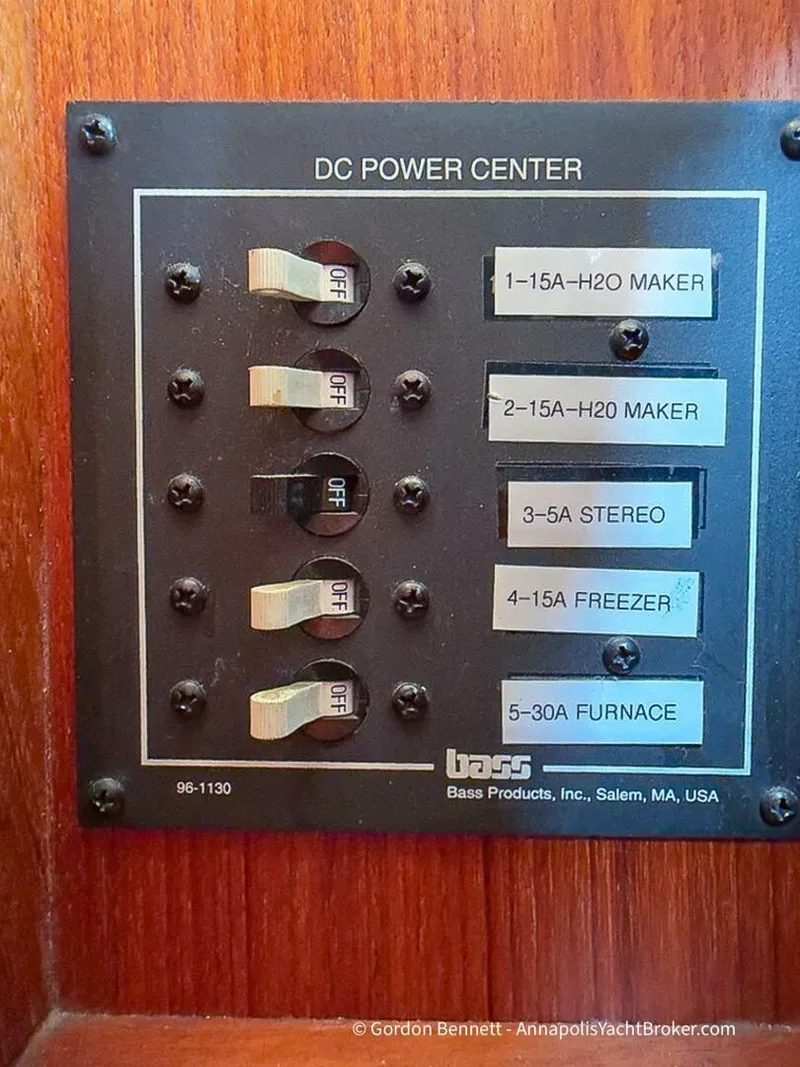 DC POWER CENTER
OFF
1-15A-H2O MAKER
OFF
2-15A-H20 MAKER
OFF
3-5A STEREO
OFF
4-15A FREEZER
OFF
5-30A FURNACE
bass
96-1130
Bass Products, Inc., Salem, MA, USA
© Gordon Bennett - AnnapolisYachtBroker.com